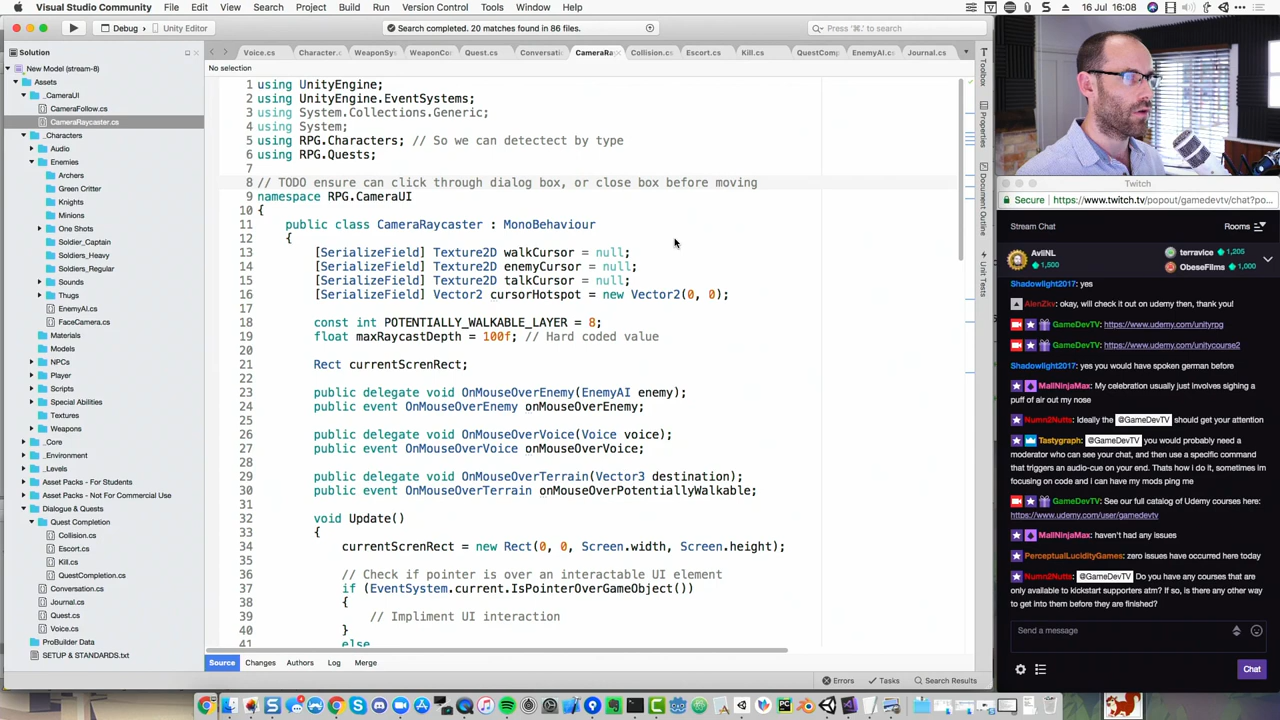 Visual Studio Community File Edit View Search Project Build Run Version Control Tools Window Help
16 Jul 16:08
Debug Unity Editor
Search completed. 20 matches found in 86 files.
Press '⌘.' to search
Solution
New Model (stream-8)
Assets
_CameraUI
CameraFollow.cs
CameraRaycaster.cs
_Characters
Audio
Enemies
Archers
Green Critter
Knights
Minions
One Shots
Soldier_Captain
Soldiers_Heavy
Soldiers_Regular
Sounds
Thugs
EnemyAI.cs
FaceCamera.cs
Materials
Models
NPCs
Player
Scripts
Special Abilities
Textures
Weapons
_Core
_Environment
_Levels
Asset Packs - For Students
Asset Packs - Not For Commercial Use
Dialogue & Quests
Quest Completion
Collision.cs
Escort.cs
Kill.cs
QuestCompletion.cs
Conversation.cs
Journal.cs
Quest.cs
Voice.cs
ProBuilder Data
SETUP & STANDARDS.txt
Voice.cs Character.c WeaponSy WeaponCo Quest.cs Conversati CameraRay Collision.cs Escort.cs Kill.cs QuestComp EnemyAI.cs Journal.cs
No selection
1 using UnityEngine;
2 using UnityEngine.EventSystems;
3 using System.Collections.Generic;
4 using System;
5 using RPG.Characters; // So we can detectect by type
6 using RPG.Quests;
7
8 // TODO ensure can click through dialog box, or close box before moving
9 namespace RPG.CameraUI
10 {
11 public class CameraRaycaster : MonoBehaviour
12 {
13 [SerializeField] Texture2D walkCursor = null;
14 [SerializeField] Texture2D enemyCursor = null;
15 [SerializeField] Texture2D talkCursor = null;
16 [SerializeField] Vector2 cursorHotspot = new Vector2(0, 0);
17
18 const int POTENTIALLY_WALKABLE_LAYER = 8;
19 float maxRaycastDepth = 100f; // Hard coded value
20
21 Rect currentScrenRect;
22
23 public delegate void OnMouseOverEnemy(EnemyAI enemy);
24 public event OnMouseOverEnemy onMouseOverEnemy;
25
26 public delegate void OnMouseOverVoice(Voice voice);
27 public event OnMouseOverVoice onMouseOverVoice;
28
29 public delegate void OnMouseOverTerrain(Vector3 destination);
30 public event OnMouseOverTerrain onMouseOverPotentiallyWalkable;
31
32 void Update()
33 {
34 currentScrenRect = new Rect(0, 0, Screen.width, Screen.height);
35
36 // Check if pointer is over an interactable UI element
37 if (EventSystem.current.IsPointerOverGameObject())
38 {
39 // Impliment UI interaction
40 }
41 else
Source Changes Authors Log Merge
Errors Tasks Search Results
Toolbox
Properties
Document Outline
Unit Tests
Twitch
Secure https://www.twitch.tv/popout/gamedevtv/chat?po...
Stream Chat Rooms
AvliNL
1,500
terravice 1,205
ObeseFilms 1,000
Shadowlight2017: yes
AlenZkv: okay, will check it out on udemy then, thank you!
GameDevTV: https://www.udemy.com/unityrpg
GameDevTV: https://www.udemy.com/unitycourse2
Shadowlight2017: yes you would have spoken german before
MallNinjaMax: My celebration usually just involves sighing a
puff of air out my nose
Numn2Nutts: Ideally the @GameDevTV should get your attention
Tastygraph: @GameDevTV you would probably need a
moderator who can see your chat, and then use a specific command
that triggers an audio-cue on your end. Thats how i do it, sometimes im
focusing on code and i can have my mods ping me
GameDevTV: See our full catalog of Udemy courses here:
https://www.udemy.com/user/gamedevtv
MallNinjaMax: haven't had any issues
PerceptualLucidityGames: zero issues have occurred here today
Numn2Nutts: @GameDevTV Do you have any courses that are
only available to kickstart supporters atm? If so, is there any other way
to get into them before they are finished?
Send a message
Chat